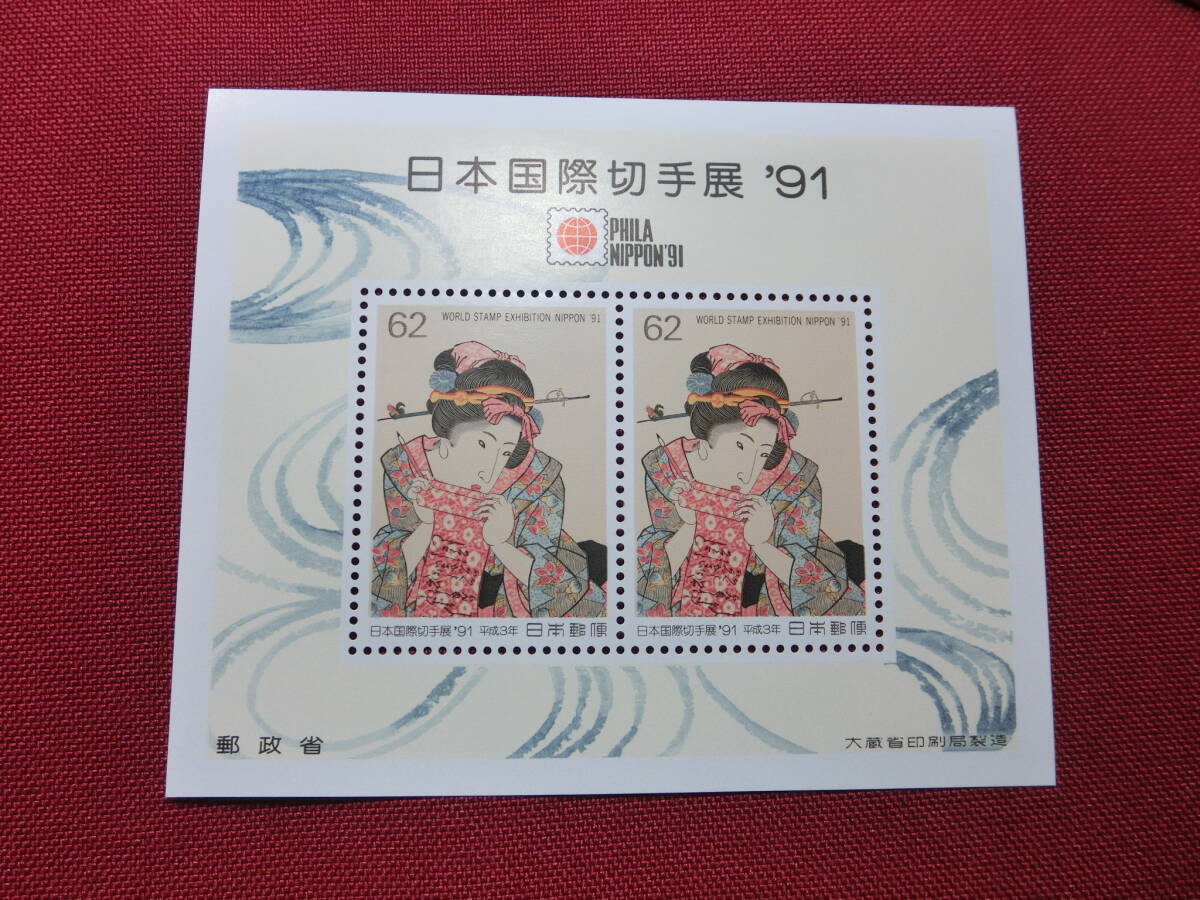 日本国際切手展 '91
PHILA
NIPPON'91
62 WORLD STAMP EXHIBITION NIPPON '91
日本国際切手展'91 平成3年 日本郵便
62 WORLD STAMP EXHIBITION NIPPON '91
日本国際切手展'91 平成3年 日本郵便
郵政省
大蔵省印刷局製造